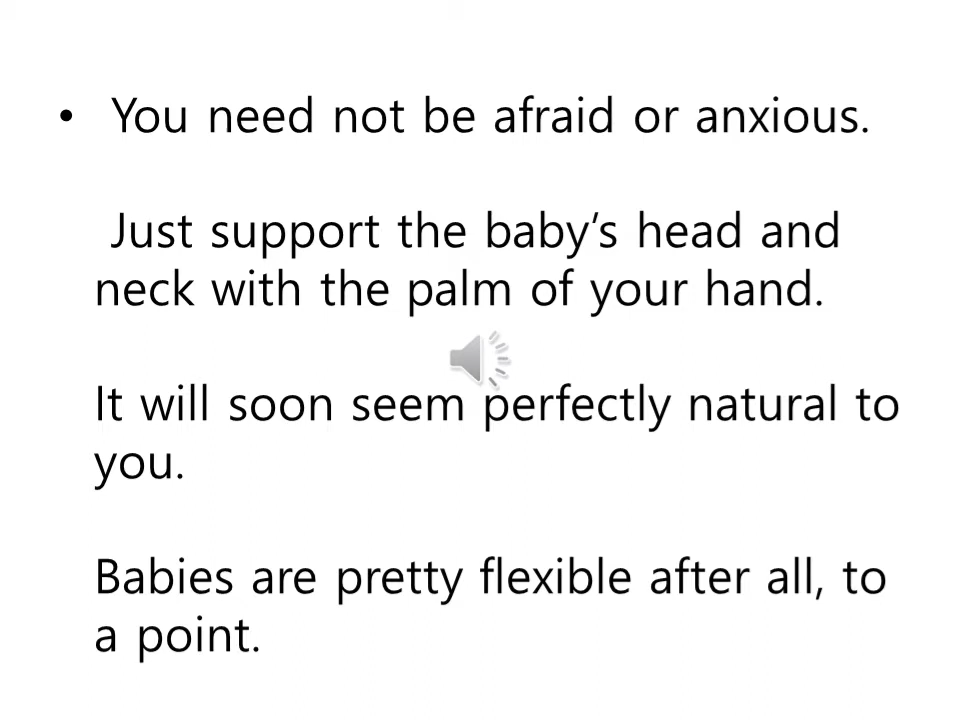 • You need not be afraid or anxious.
Just support the baby’s head and
neck with the palm of your hand.
It will soon seem perfectly natural to
you.
Babies are pretty flexible after all, to
a point.